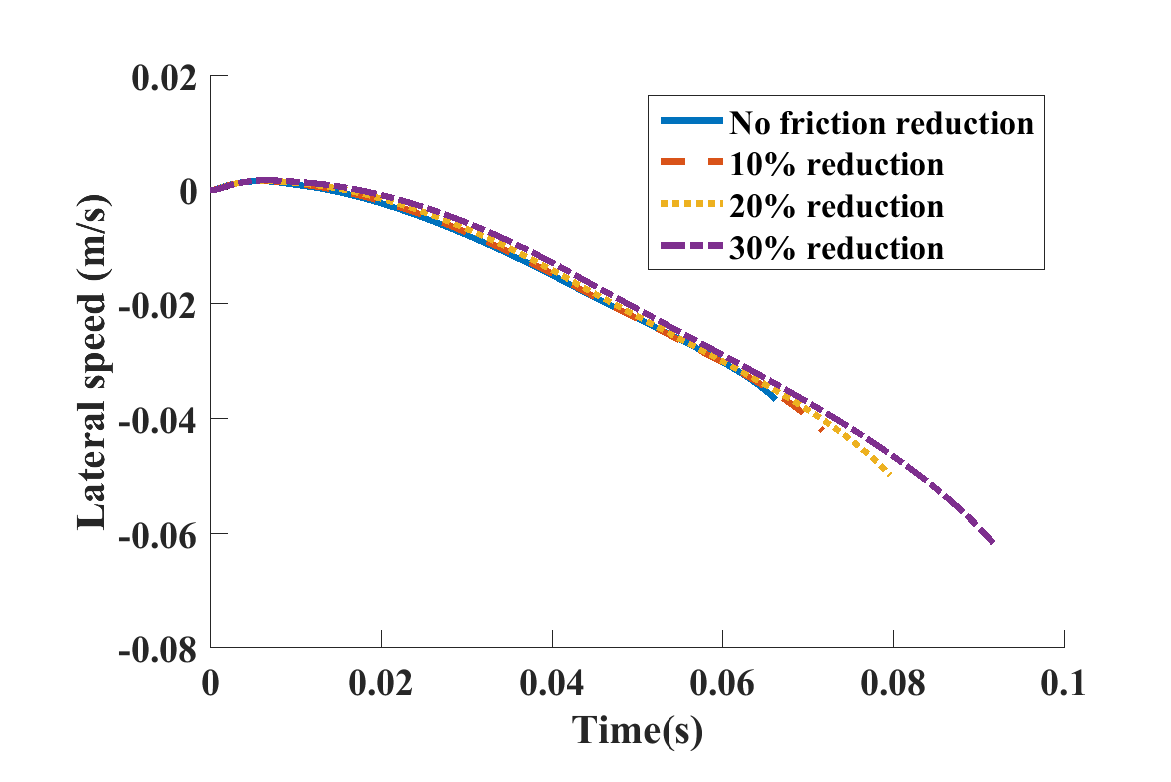 0.02
0
-0.02
-0.04
-0.06
-0.08
Lateral speed (m/s)
No friction reduction
10% reduction
20% reduction
30% reduction
0
0.02
0.04
0.06
0.08
0.1
Time(s)